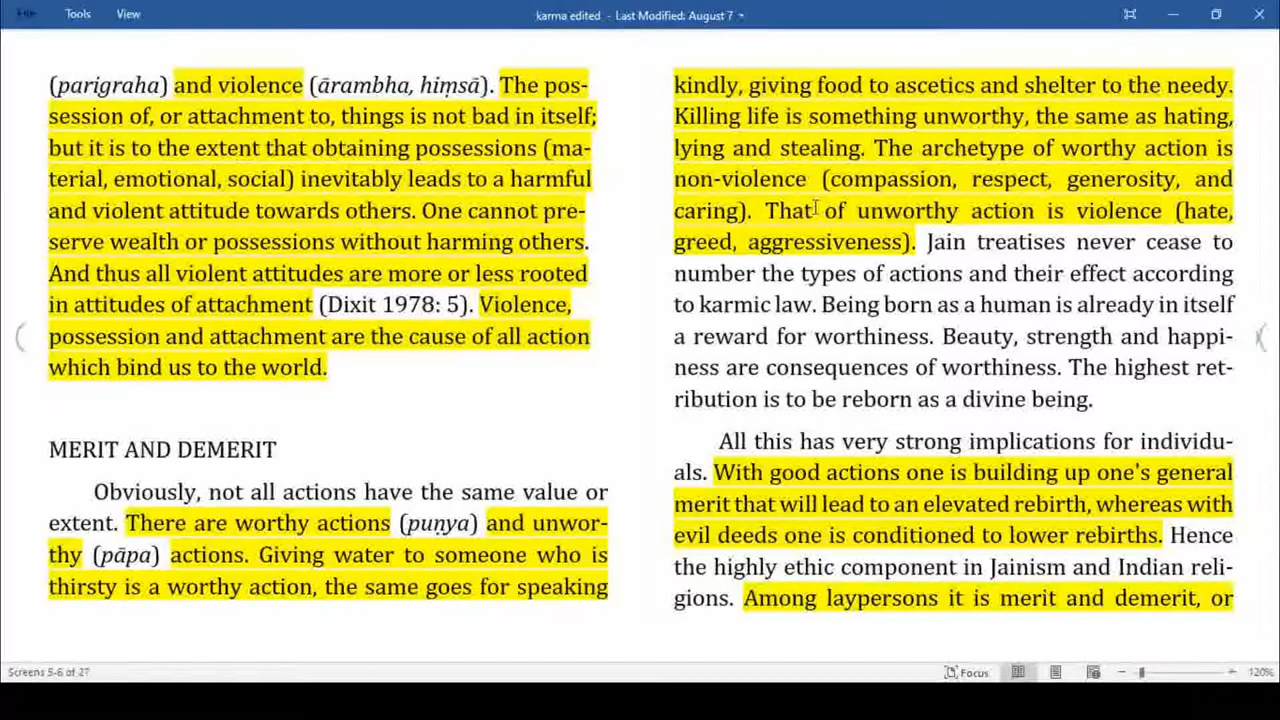 File Tools View karma edited - Last Modified: August 7
(parigraha) and violence (ārambha, hiṃsā). The pos-
session of, or attachment to, things is not bad in itself;
but it is to the extent that obtaining possessions (ma-
terial, emotional, social) inevitably leads to a harmful
and violent attitude towards others. One cannot pre-
serve wealth or possessions without harming others.
And thus all violent attitudes are more or less rooted
in attitudes of attachment (Dixit 1978: 5). Violence,
possession and attachment are the cause of all action
which bind us to the world.
MERIT AND DEMERIT
Obviously, not all actions have the same value or
extent. There are worthy actions (puṇya) and unwor-
thy (pāpa) actions. Giving water to someone who is
thirsty is a worthy action, the same goes for speaking
kindly, giving food to ascetics and shelter to the needy.
Killing life is something unworthy, the same as hating,
lying and stealing. The archetype of worthy action is
non-violence (compassion, respect, generosity, and
caring). That of unworthy action is violence (hate,
greed, aggressiveness). Jain treatises never cease to
number the types of actions and their effect according
to karmic law. Being born as a human is already in itself
a reward for worthiness. Beauty, strength and happi-
ness are consequences of worthiness. The highest ret-
ribution is to be reborn as a divine being.
All this has very strong implications for individu-
als. With good actions one is building up one's general
merit that will lead to an elevated rebirth, whereas with
evil deeds one is conditioned to lower rebirths. Hence
the highly ethic component in Jainism and Indian reli-
gions. Among laypersons it is merit and demerit, or
Screens 5-6 of 27 Focus 120%